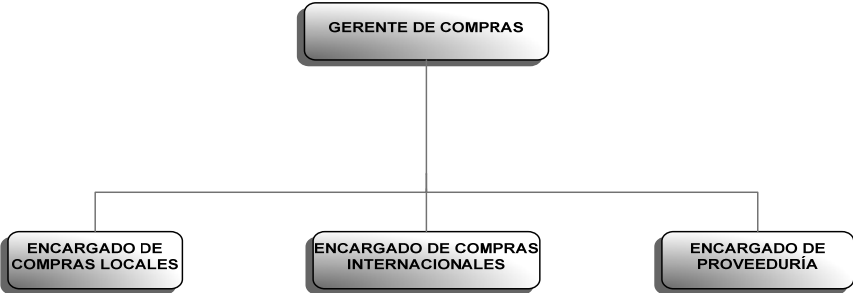 GERENTE DE COMPRAS
ENCARGADO DE
COMPRAS LOCALES
ENCARGADO DE COMPRAS
INTERNACIONALES
ENCARGADO DE
PROVEEDURÍA